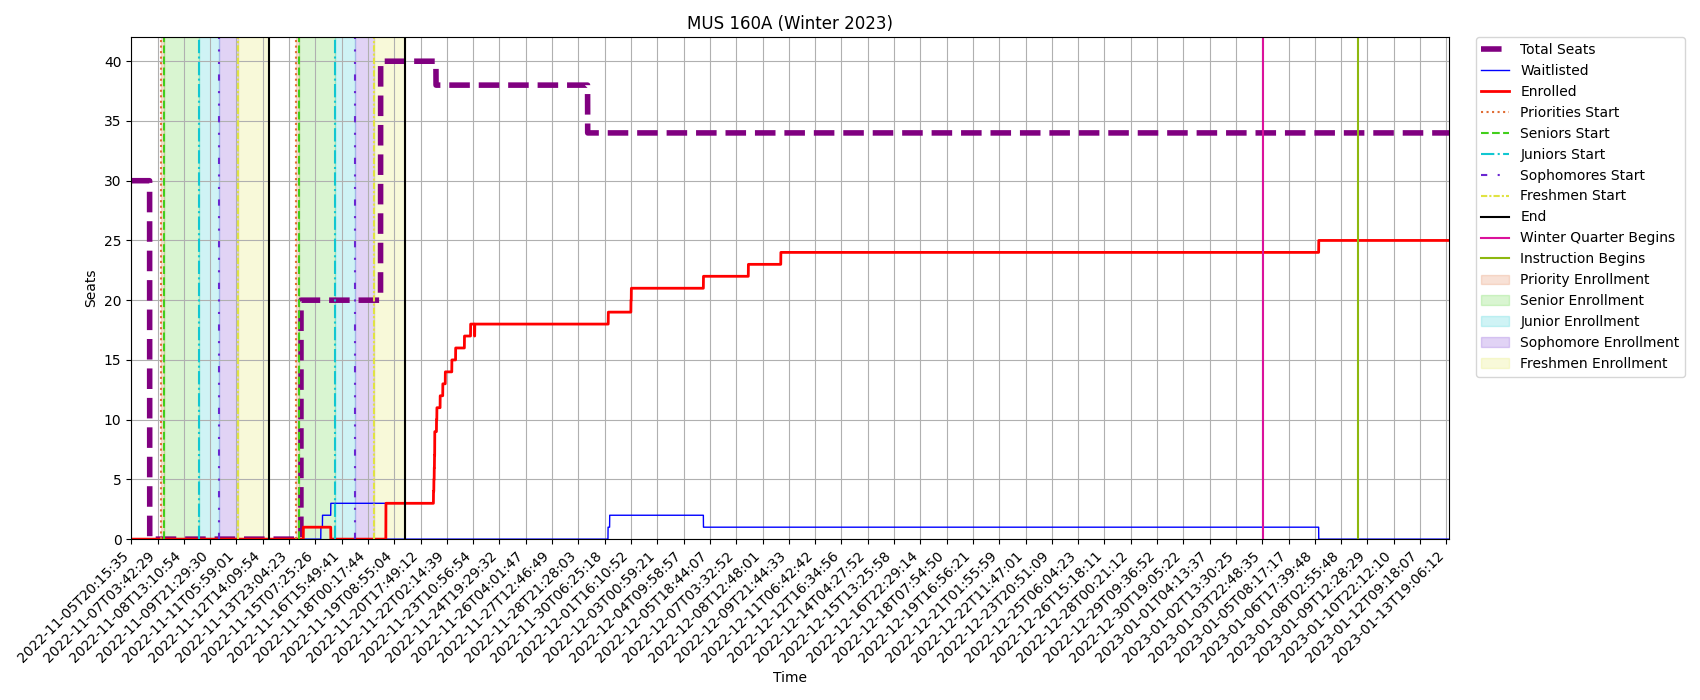 MUS 160A (Winter 2023)
Seats
40
35
30
25
20
15
10
5
0
2022-11-05T20:15:35
2022-11-07T03:42:29
2022-11-08T13:10:54
2022-11-09T21:29:30
2022-11-11T05:59:01
2022-11-12T14:09:54
2022-11-13T23:04:23
2022-11-15T07:25:26
2022-11-16T15:49:41
2022-11-18T00:17:44
2022-11-19T08:55:04
2022-11-20T17:49:12
2022-11-22T02:14:39
2022-11-23T10:56:54
2022-11-24T19:29:32
2022-11-26T04:01:47
2022-11-27T12:46:49
2022-11-28T21:28:03
2022-11-30T06:25:18
2022-12-01T16:10:52
2022-12-03T00:59:21
2022-12-04T09:58:57
2022-12-05T18:44:07
2022-12-07T03:32:52
2022-12-08T12:48:01
2022-12-09T21:44:33
2022-12-11T06:42:42
2022-12-12T16:34:56
2022-12-14T04:27:52
2022-12-15T13:25:58
2022-12-16T22:29:14
2022-12-18T07:54:50
2022-12-19T16:56:21
2022-12-21T01:55:59
2022-12-22T11:47:01
2022-12-23T20:51:09
2022-12-25T06:04:23
2022-12-26T15:18:11
2022-12-28T00:21:12
2022-12-29T09:36:52
2022-12-30T19:05:22
2023-01-01T04:13:37
2023-01-02T13:30:25
2023-01-03T22:48:35
2023-01-05T08:17:17
2023-01-06T17:39:48
2023-01-08T02:55:48
2023-01-09T12:28:29
2023-01-10T22:12:10
2023-01-12T09:18:07
2023-01-13T19:06:12
Time
Total Seats
Waitlisted
Enrolled
Priorities Start
Seniors Start
Juniors Start
Sophomores Start
Freshmen Start
End
Winter Quarter Begins
Instruction Begins
Priority Enrollment
Senior Enrollment
Junior Enrollment
Sophomore Enrollment
Freshmen Enrollment